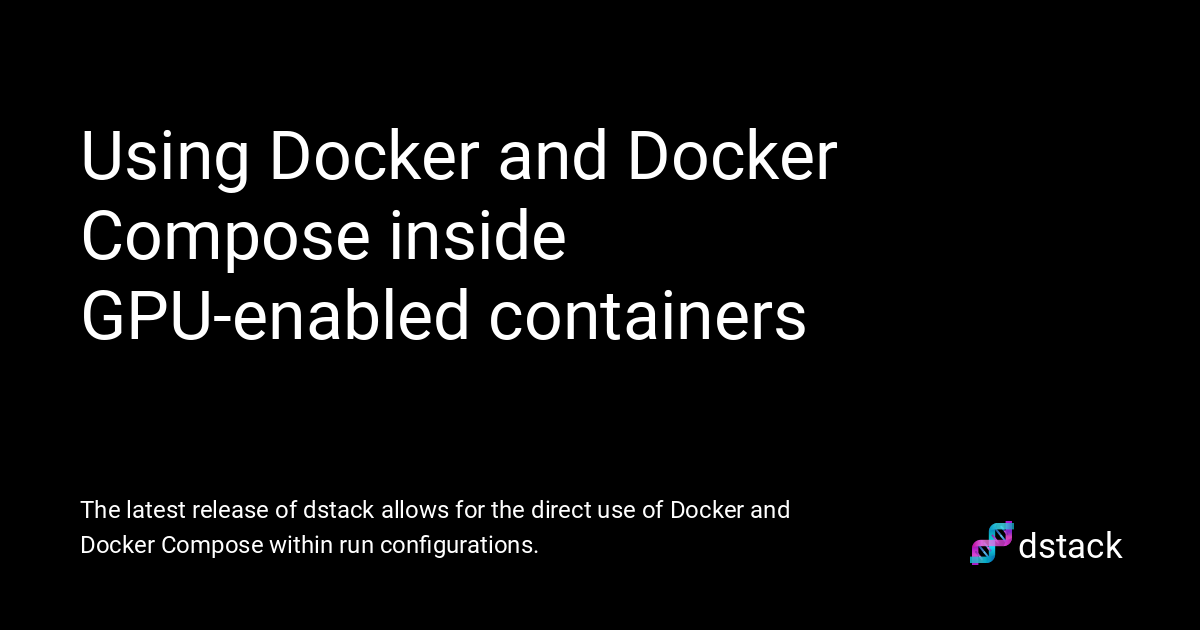 Using Docker and Docker
Compose inside
GPU-enabled containers
The latest release of dstack allows for the direct use of Docker and
Docker Compose within run configurations.
dstack